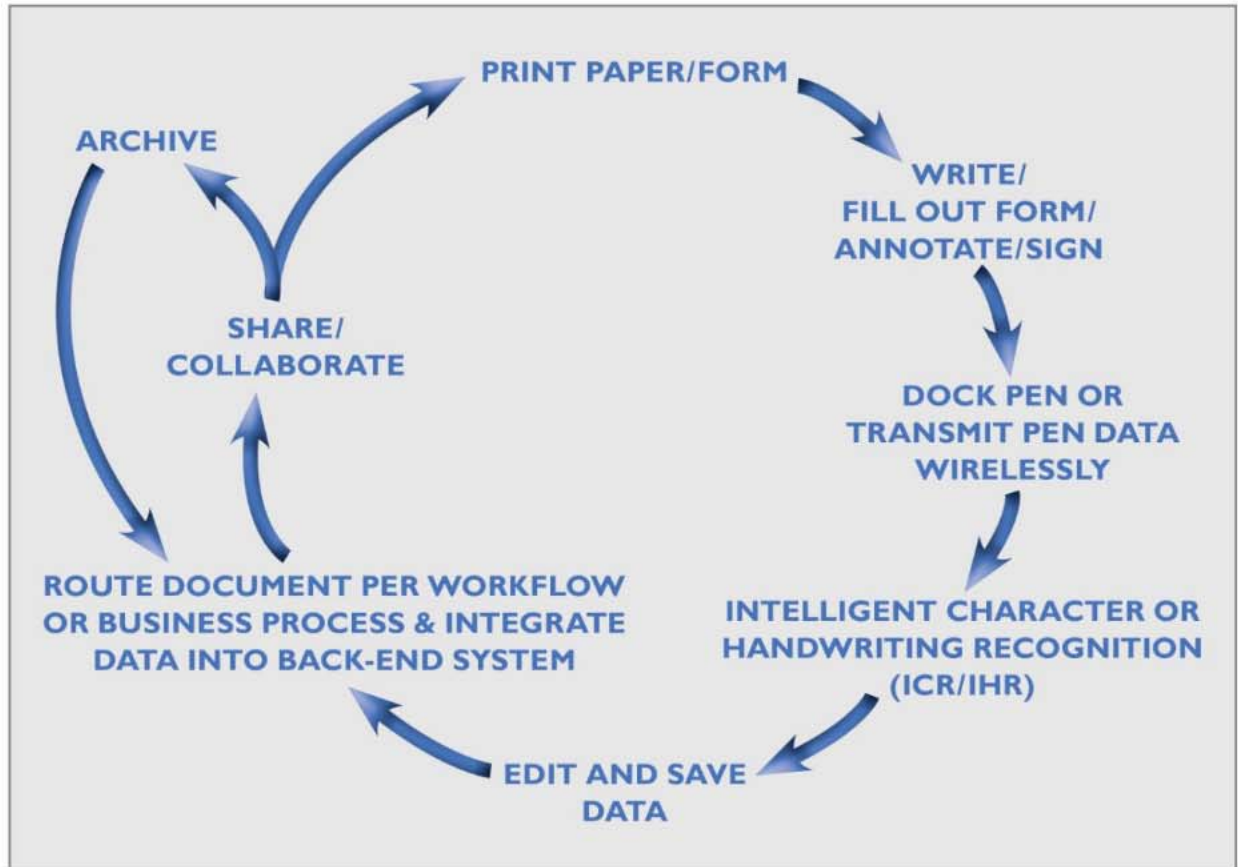 PRINT PAPER/FORM
ARCHIVE
WRITE/
FILL OUT FORM/
ANNOTATE/SIGN
SHARE/
COLLABORATE
DOCK PEN OR
TRANSMIT PEN DATA
WIRELESSLY
ROUTE DOCUMENT PER WORKFLOW
OR BUSINESS PROCESS & INTEGRATE
DATA INTO BACK-END SYSTEM
INTELLIGENT CHARACTER OR
HANDWRITING RECOGNITION
(ICR/IHR)
EDIT AND SAVE
DATA